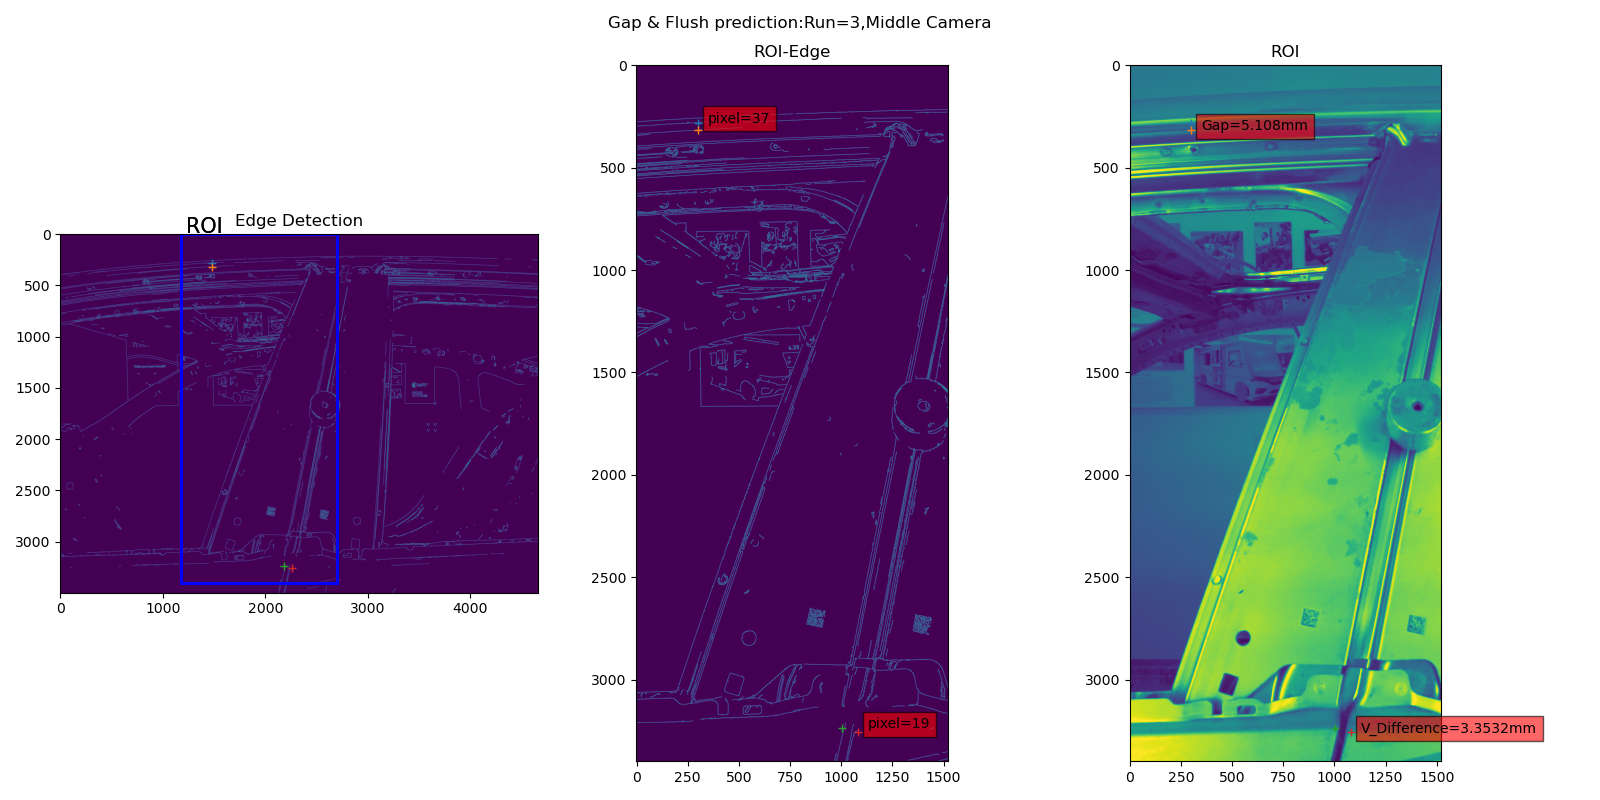 Gap & Flush prediction:Run=3,Middle Camera
ROI Edge Detection
0
500
1000
1500
2000
2500
3000
0 1000 2000 3000 4000
ROI-Edge
0
500
1000
1500
2000
2500
3000
0 250 500 750 1000 1250 1500
pixel=37
pixel=19
ROI
0
500
1000
1500
2000
2500
3000
0 250 500 750 1000 1250 1500
Gap=5.108mm
V_Difference=3.3532mm